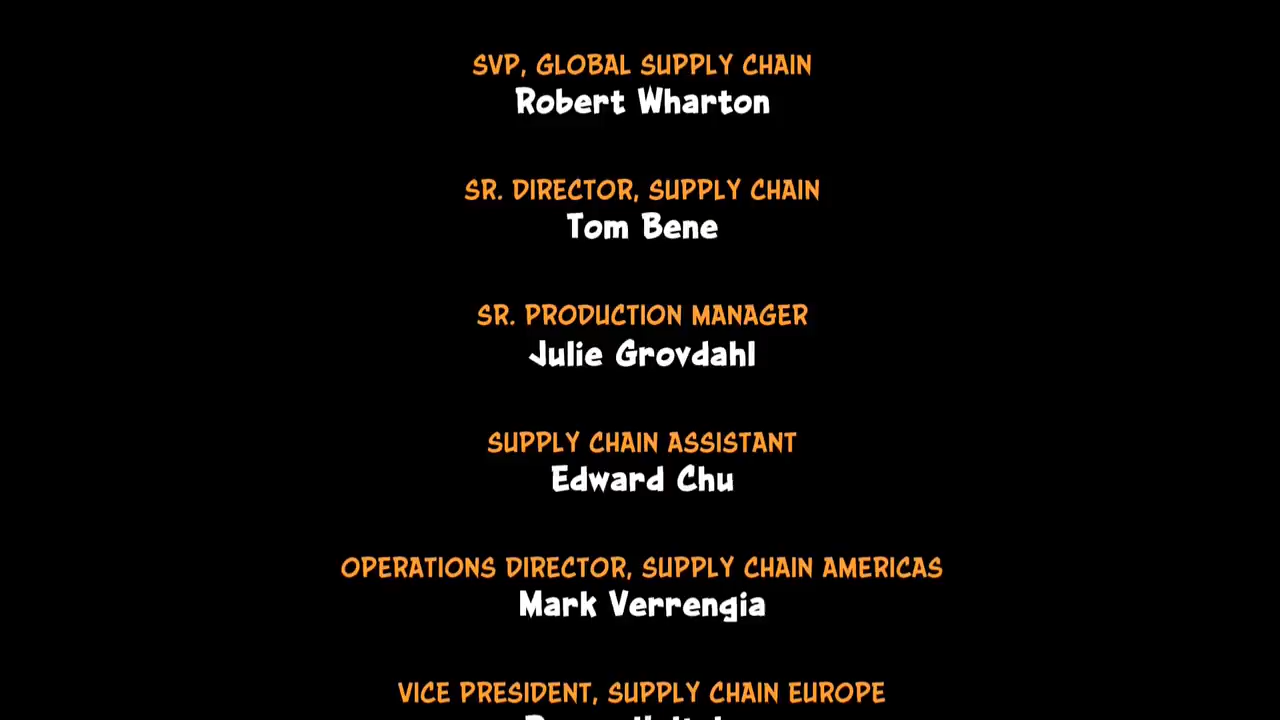 SVP, GLOBAL SUPPLY CHAIN
Robert Wharton
SR. DIRECTOR, SUPPLY CHAIN
Tom Bene
SR. PRODUCTION MANAGER
Julie Grovdahl
SUPPLY CHAIN ASSISTANT
Edward Chu
OPERATIONS DIRECTOR, SUPPLY CHAIN AMERICAS
Mark Verrengia
VICE PRESIDENT, SUPPLY CHAIN EUROPE